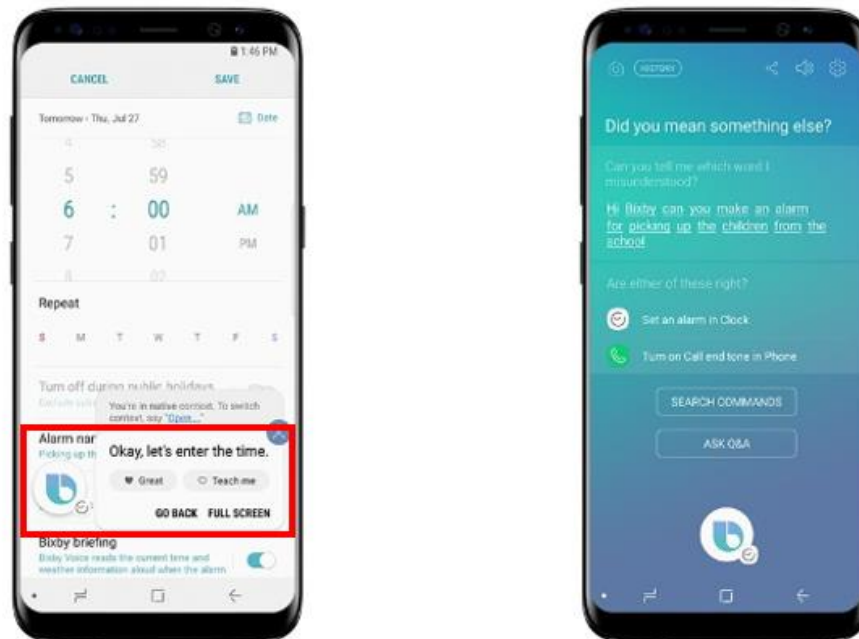 1:46 PM
CANCEL SAVE
Tomorrow - Thu, Jul 27 Date
4 58
5 59
6 : 00 AM
7 01 PM
8 02
Repeat
S M T W T F S
Turn off during public holidays
You're in native context. To switch
context, say "Open..."
Alarm nar
Picking up th
Okay, let's enter the time.
Great Teach me
GO BACK FULL SCREEN
Bixby briefing
Bixby Voice reads the current time and
weather information aloud when the alarm
HISTORY
Did you mean something else?
Can you tell me which word I
misunderstood?
Hi Bixby can you make an alarm
for picking up the children from the
school
Are either of these right?
Set an alarm in Clock
Turn on Call end tone in Phone
SEARCH COMMANDS
ASK Q&A